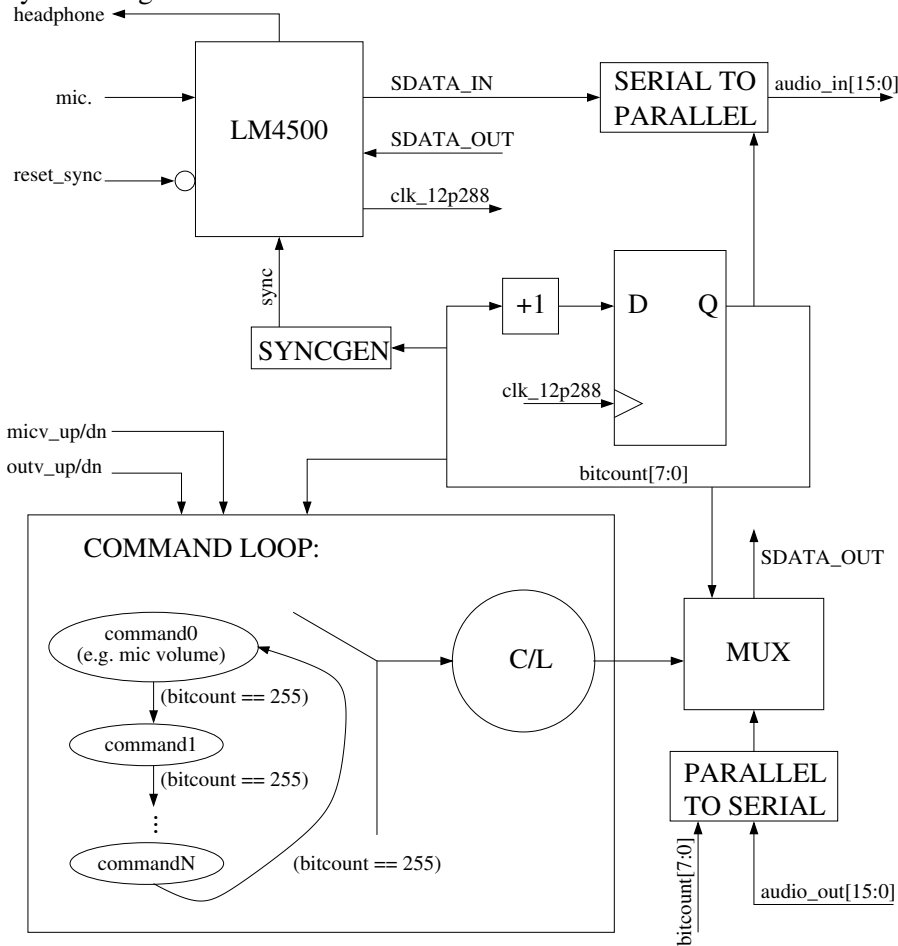 headphone
mic.
reset_sync
LM4500
SDATA_IN
SDATA_OUT
clk_12p288
SERIAL TO
PARALLEL
audio_in[15:0]
sync
SYNCGEN
+1
D Q
clk_12p288
bitcount[7:0]
micv_up/dn
outv_up/dn
COMMAND LOOP:
command0
(e.g. mic volume)
(bitcount == 255)
command1
(bitcount == 255)
...
commandN
(bitcount == 255)
C/L
SDATA_OUT
MUX
PARALLEL
TO SERIAL
bitcount[7:0]
audio_out[15:0]